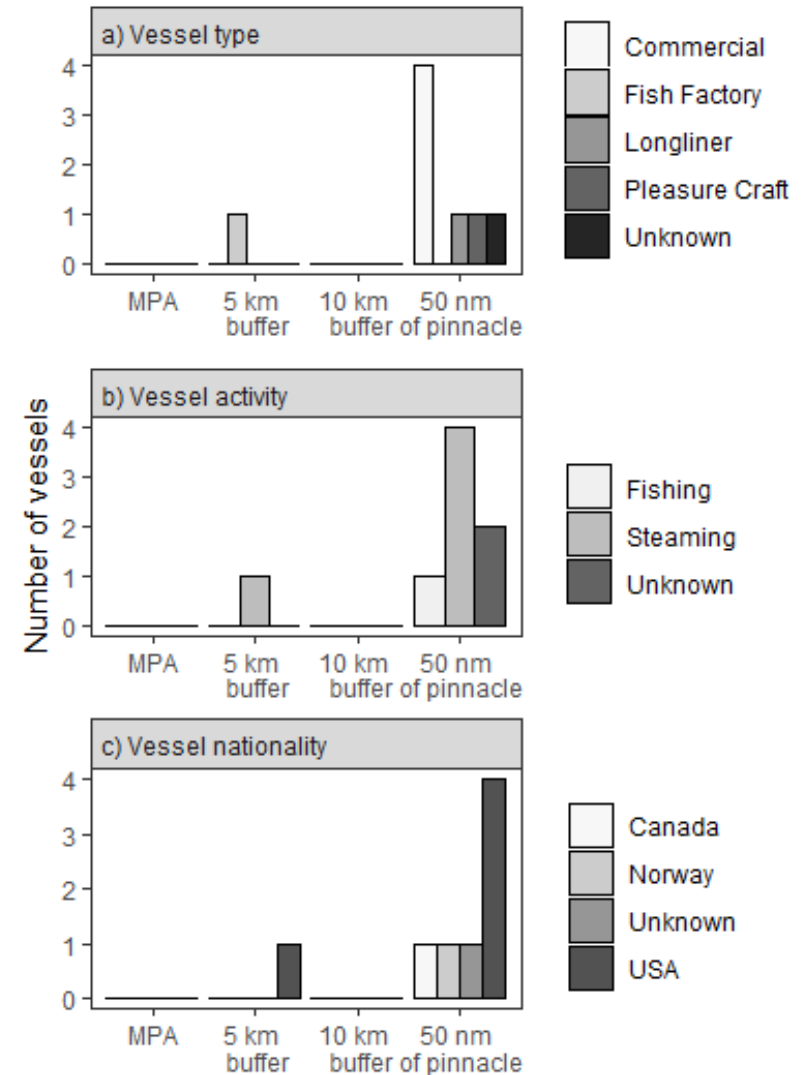 a) Vessel type
4
3
2
1
0
MPA
5 km
buffer
10 km
buffer
50 nm
of pinnacle
Commercial
Fish Factory
Longliner
Pleasure Craft
Unknown
Number of vessels
b) Vessel activity
4
3
2
1
0
MPA
5 km
buffer
10 km
buffer
50 nm
of pinnacle
Fishing
Steaming
Unknown
c) Vessel nationality
4
3
2
1
0
MPA
5 km
buffer
10 km
buffer
50 nm
of pinnacle
Canada
Norway
Unknown
USA